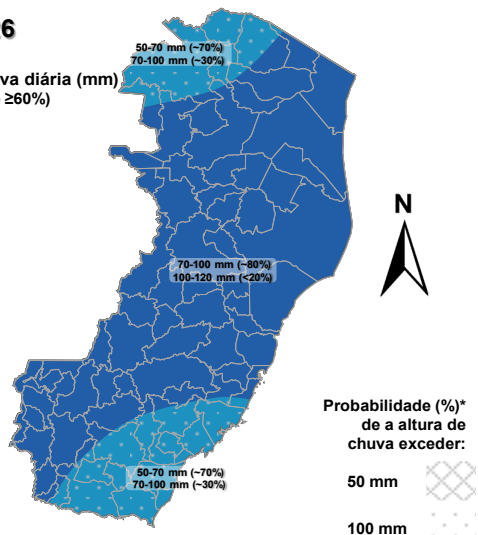 6
va diária (mm)
≥60%)
50-70 mm (~70%)
70-100 mm (~30%)
N
70-100 mm (~80%)
100-120 mm (<20%)
Probabilidade (%)*
de a altura de
chuva exceder:
50 mm
100 mm
50-70 mm (~70%)
70-100 mm (~30%)